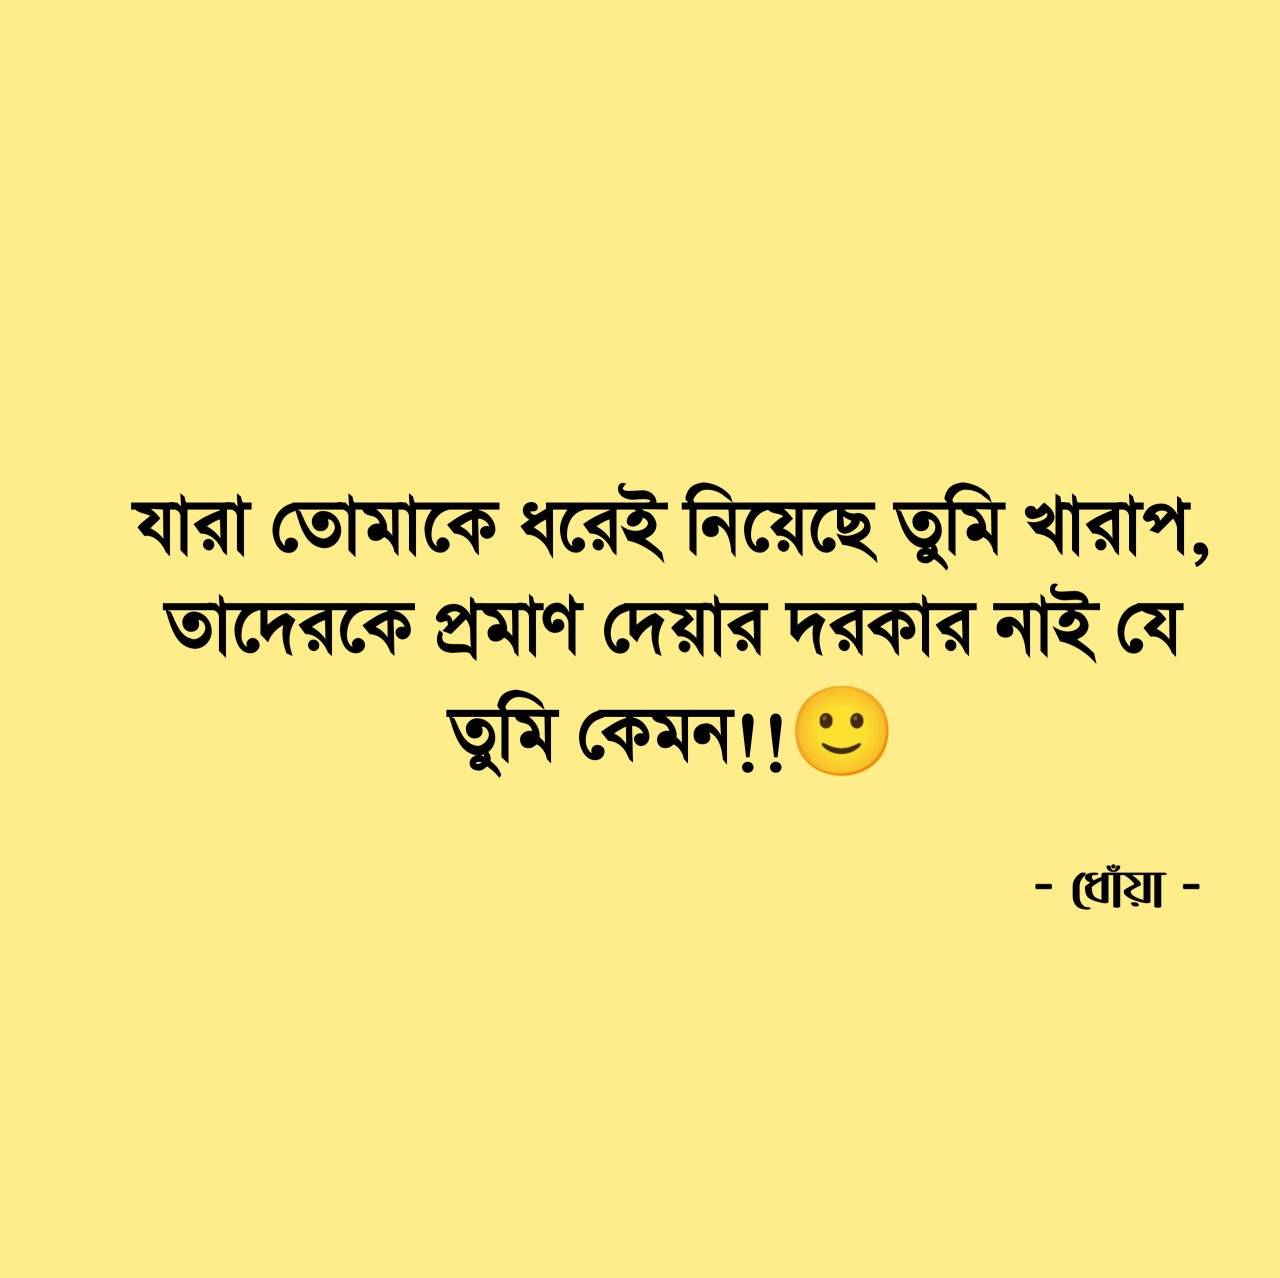 যারা তোমাকে ধরেই নিয়েছে তুমি খারাপ,
তাদেরকে প্রমাণ দেয়ার দরকার নাই যে
তুমি কেমন!!🙂
- ধোঁয়া -